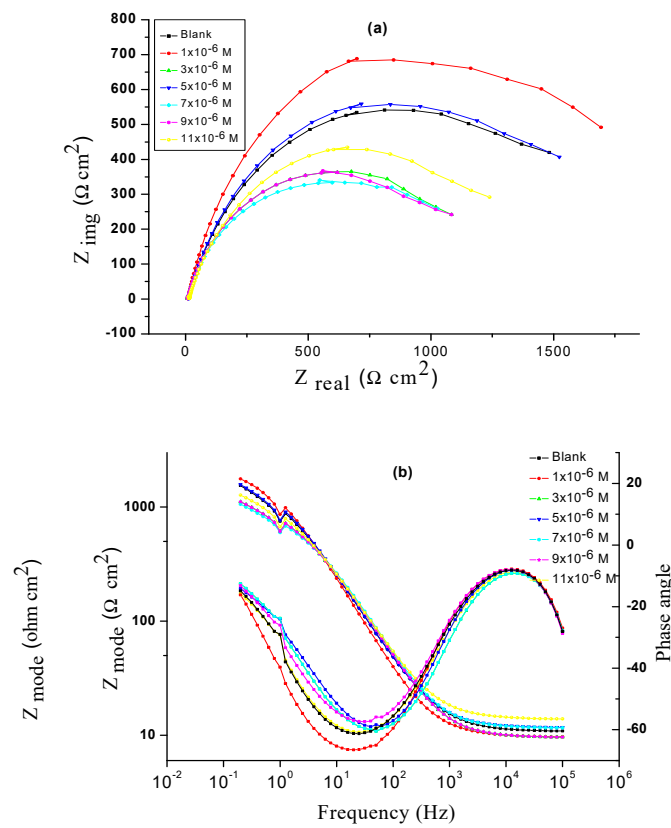 (a)
Blank
1x10-6 M
3x10-6 M
5x10-6 M
7x10-6 M
9x10-6 M
11x10-6 M
800
700
600
500
400
300
200
100
0
-100
Z img (Ω cm2)
0
500
1000
1500
Z real (Ω cm2)
(b)
Blank
1x10-6 M
3x10-6 M
5x10-6 M
7x10-6 M
9x10-6 M
11x10-6 M
1000
100
10
20
0
-20
-40
-60
Z mode (ohm cm2)
Z mode (Ω cm2)
Phase angle
10-2
10-1
100
101
102
103
104
105
106
Frequency (Hz)